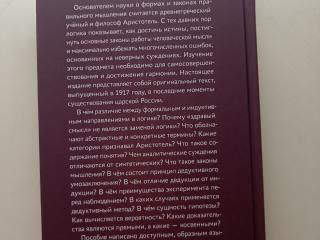 Основателем науки о формах и законах пра-
вильного мышления считается древнегреческий
учёный и философ Аристотель. С тех давних пор
логика показывает, как достичь истины, постиг-
нуть основные законы работы человеческой мысли
и максимально избежать многочисленных ошибок,
основанных на неверных суждениях. Изучение
этого предмета необходимо для самосовершен-
ствования и достижения гармонии. Настоящее
издание представляет собой оригинальный текст,
выпущенный в 1917 году, в последние моменты
существования царской России.
В чём различие между формальным и индуктив-
ным направлениями в логике? Почему «здравый
смысл» не является заменой логики? Что обозна-
чают абстрактные и конкретные термины? Какие
категории признавал Аристотель? Что такое со-
держание понятия? Чем аналитические суждения
отличаются от синтетических? Что такое законы
мышления? В чём состоит принцип дедуктивного
умозаключения? В чём отличие дедукции от ин-
дукции? В чём преимущества эксперимента пе-
ред наблюдением? В каких случаях применяется
дедуктивный метод? В чём сущность гипотезы?
Как вычисляется вероятность? Какие доказатель-
ства являются прямыми, а какие — косвенными?
Пособие написано доступным, образным язы-